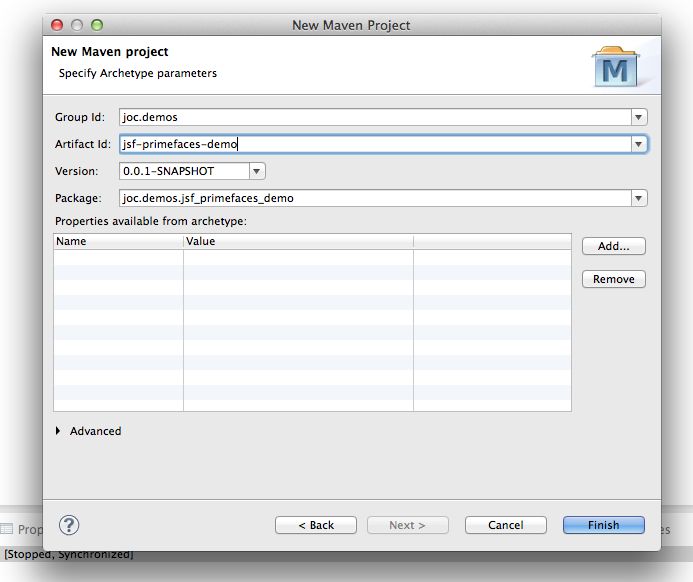 New Maven Project
New Maven project
Specify Archetype parameters
M
Group Id: joc.demos
Artifact Id: jsf-primefaces-demo
Version: 0.0.1-SNAPSHOT
Package: joc.demos.jsf_primefaces_demo
Properties available from archetype:
Name Value
Add...
Remove
Advanced
? < Back Next > Cancel Finish
Prop es
[Stopped, Synchronized]